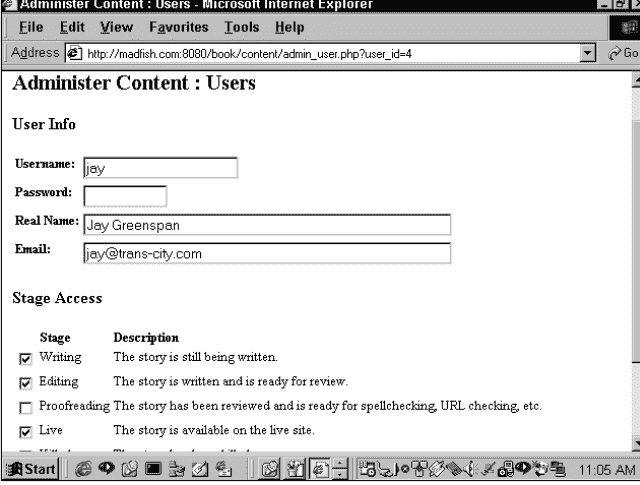 Administer Content : Users - Microsoft Internet Explorer
File Edit View Favorites Tools Help
Address http://madfish.com:8080/book/content/admin_user.php?user_id=4 Go
Administer Content : Users
User Info
Username: jay
Password:
Real Name: Jay Greenspan
Email: jay@trans-city.com
Stage Access
Stage Description
Writing The story is still being written.
Editing The story is written and is ready for review.
Proofreading The story has been reviewed and is ready for spellchecking, URL checking, etc.
Live The story is available on the live site.
Start 11:05 AM